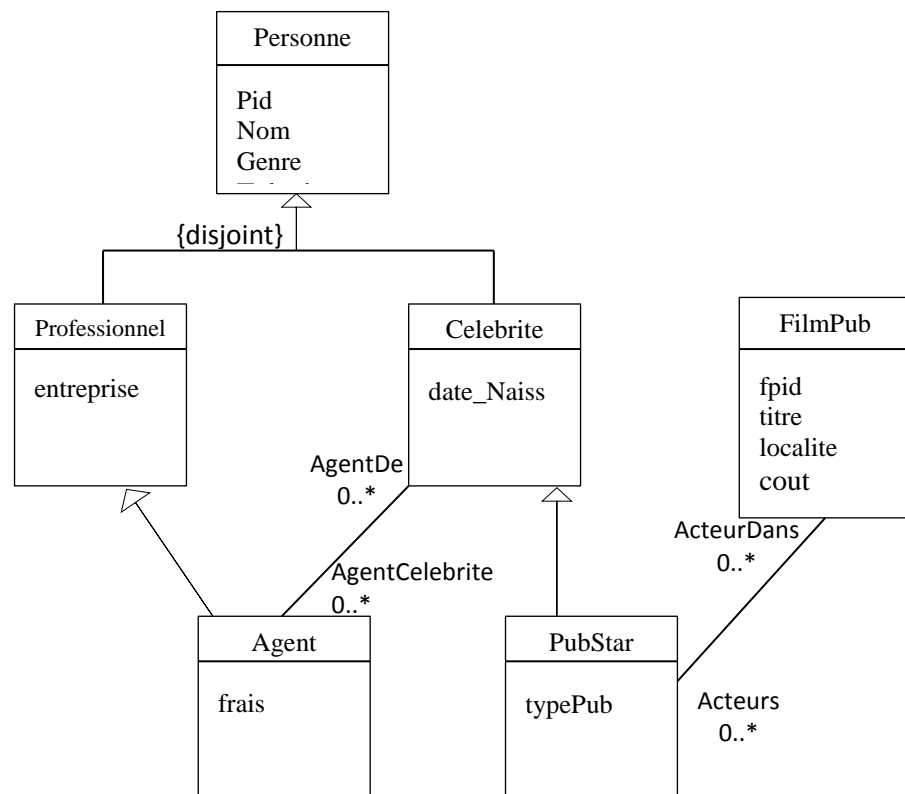 Personne
Pid
Nom
Genre
{disjoint}
Professionnel
entreprise
Celebrite
date_Naiss
FilmPub
fpid
titre
localite
cout
AgentDe
0..*
AgentCelebrite
0..*
ActeurDans
0..*
Agent
frais
PubStar
typePub
Acteurs
0..*